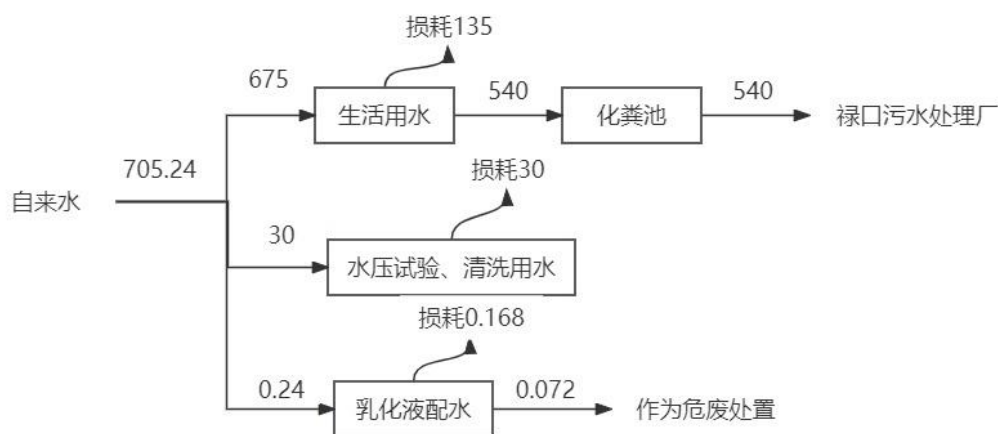 损耗135
675
生活用水
540
化粪池
540
禄口污水处理厂
705.24
自来水
损耗30
30
水压试验、清洗用水
损耗0.168
0.24
乳化液配水
0.072
作为危废处置